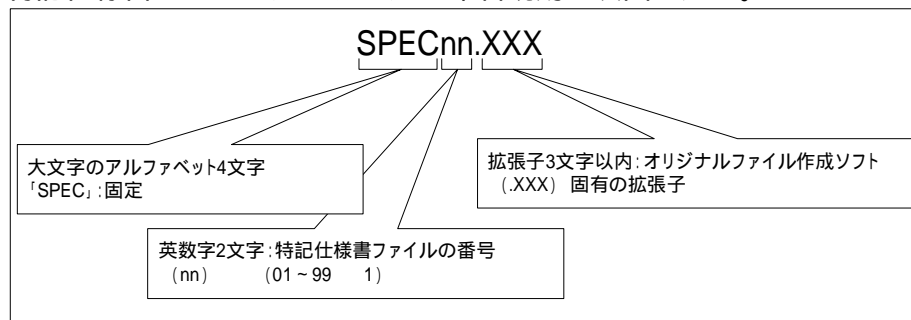 SPECnn.XXX
大文字のアルファベット4文字
「SPEC」:固定
拡張子3文字以内:オリジナルファイル作成ソフト
(.XXX) 固有の拡張子
英数字2文字:特記仕様書ファイルの番号
(nn) (01~99 1)